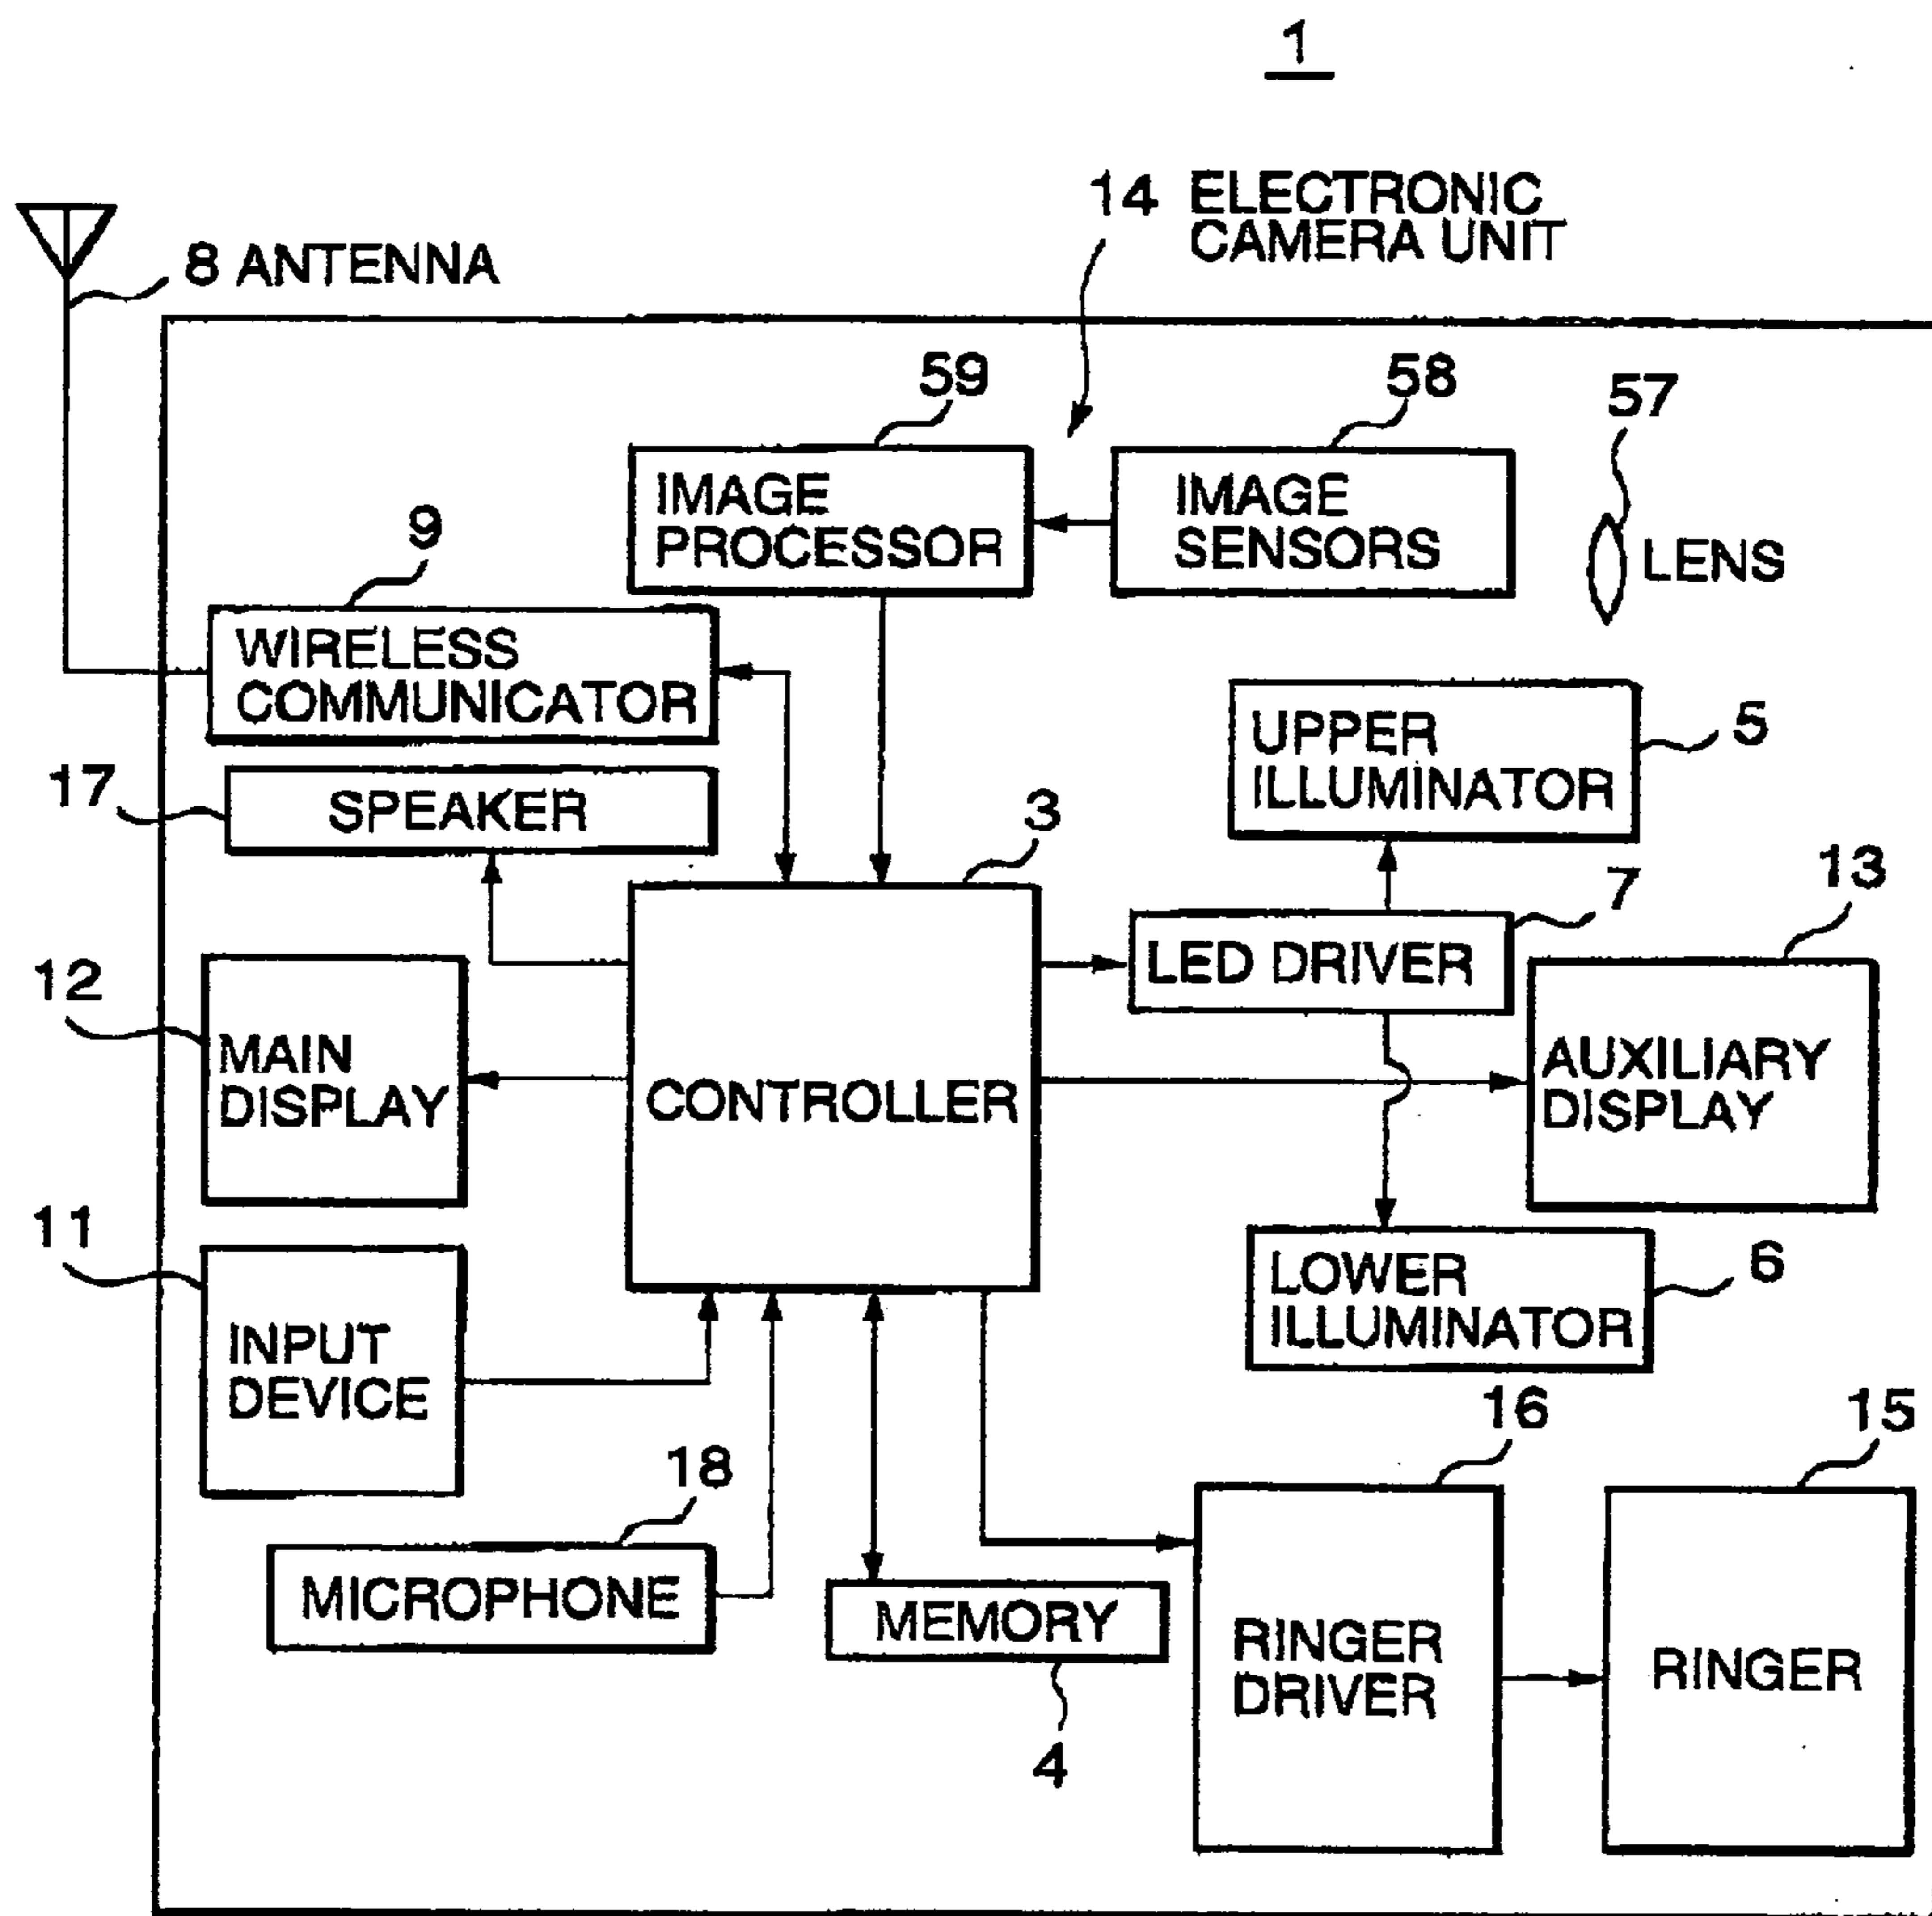 1
14 ELECTRONIC
CAMERA UNIT
8 ANTENNA
59
58
57
IMAGE
PROCESSOR
IMAGE
SENSORS
LENS
9
WIRELESS
COMMUNICATOR
UPPER
ILLUMINATOR
5
17
SPEAKER
3
7
13
LED DRIVER
12
MAIN
DISPLAY
CONTROLLER
AUXILIARY
DISPLAY
11
INPUT
DEVICE
LOWER
ILLUMINATOR
6
18
16
15
MICROPHONE
MEMORY
4
RINGER
DRIVER
RINGER